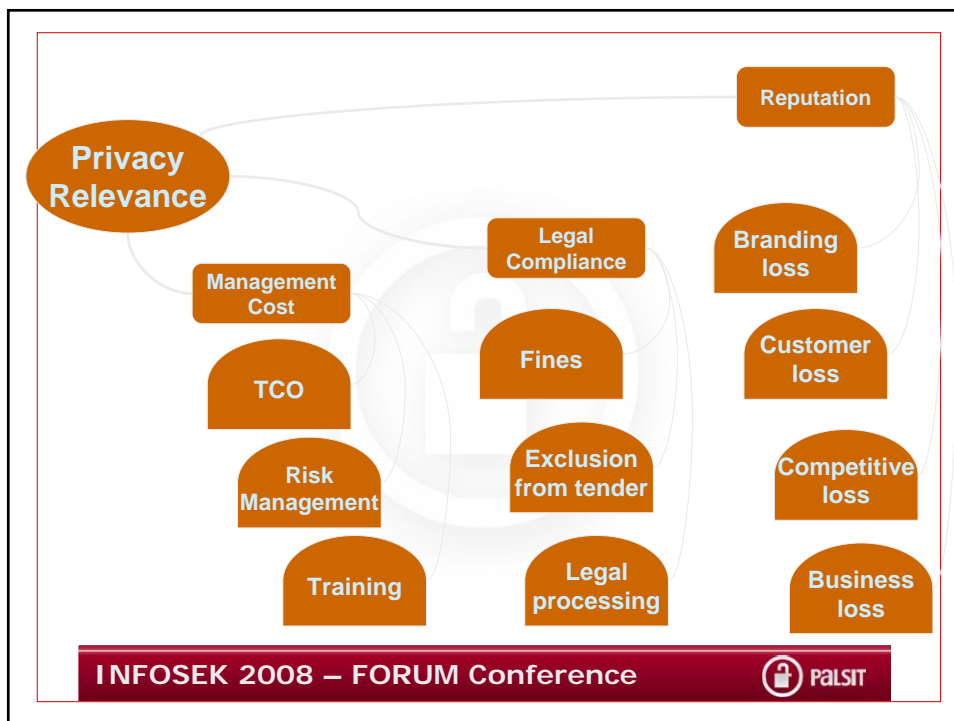 Privacy
Relevance
Management
Cost
TCO
Risk
Management
Training
Legal
Compliance
Fines
Exclusion
from tender
Legal
processing
Reputation
Branding
loss
Customer
loss
Competitive
loss
Business
loss
INFOSEK 2008 – FORUM Conference
PALSIT